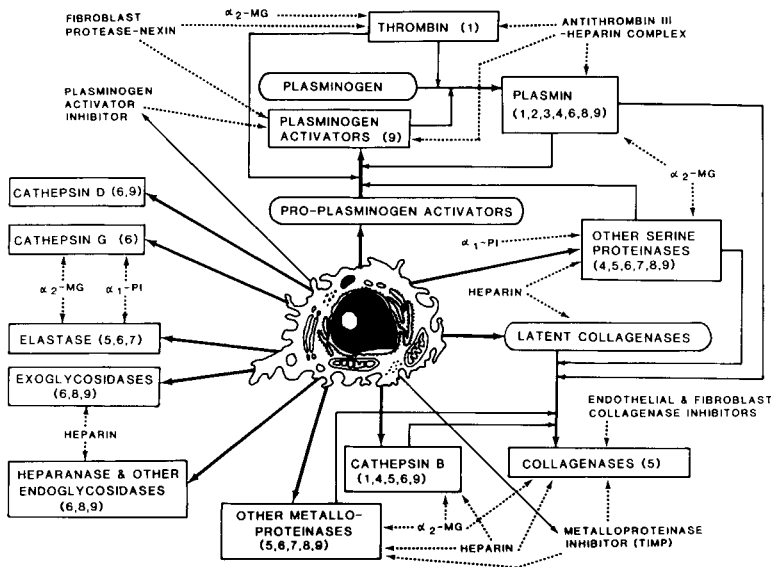 FIBROBLAST
PROTEASE-NEXIN
α2-MG
THROMBIN (1)
ANTITHROMBIN III
-HEPARIN COMPLEX
PLASMINOGEN
ACTIVATOR
INHIBITOR
PLASMINOGEN
PLASMIN
(1,2,3,4,6,8,9)
PLASMINOGEN
ACTIVATORS (9)
α2-MG
CATHEPSIN D (6,9)
PRO-PLASMINOGEN ACTIVATORS
CATHEPSIN G (6)
α1-PI
OTHER SERINE
PROTEINASES
(4,5,6,7,8,9)
α2-MG
α1-PI
HEPARIN
ELASTASE (5,6,7)
LATENT COLLAGENASES
EXOGLYCOSIDASES
(6,8,9)
ENDOTHELIAL & FIBROBLAST
COLLAGENASE INHIBITORS
HEPARIN
CATHEPSIN B
(1,4,5,6,9)
COLLAGENASES (5)
HEPARANASE & OTHER
ENDOGLYCOSIDASES
(6,8,9)
OTHER METALLO-
PROTEINASES
(5,6,7,8,9)
α2-MG
HEPARIN
METALLOPROTEINASE
INHIBITOR (TIMP)